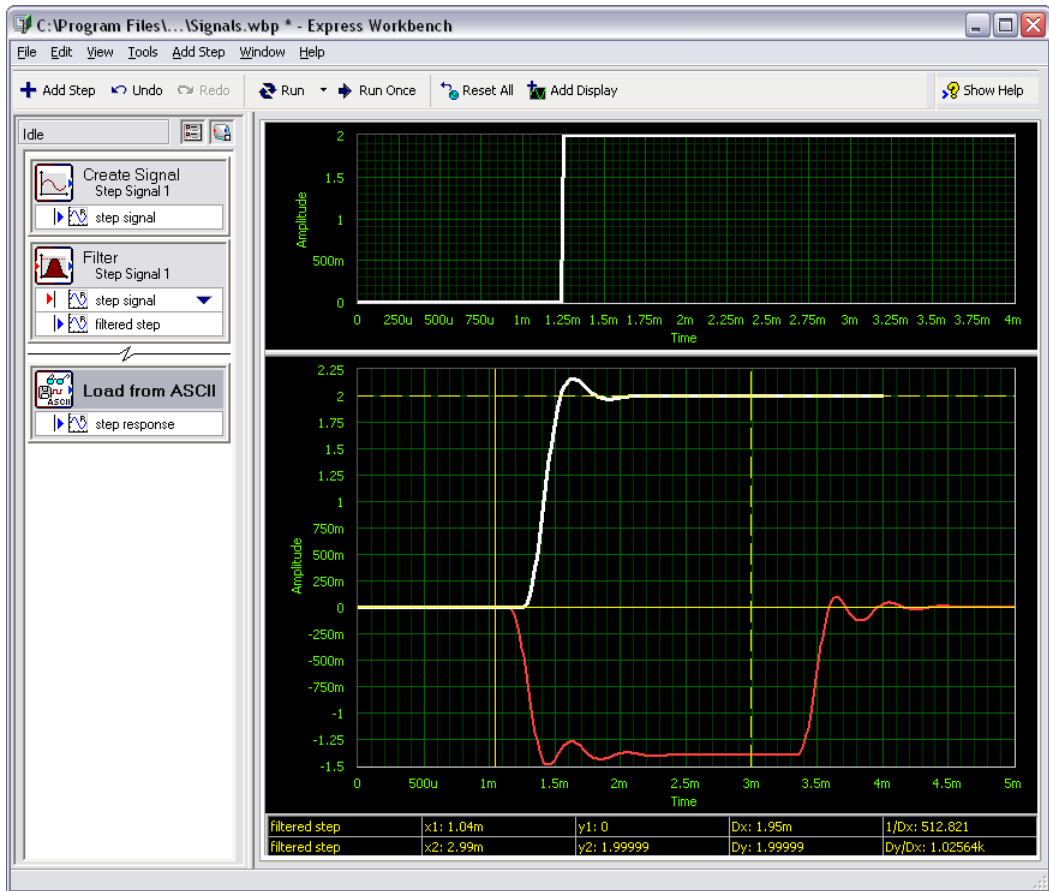 C:\Program Files\...\Signals.wbp * - Express Workbench
File Edit View Tools Add Step Window Help
Add Step Undo Redo Run Run Once Reset All Add Display Show Help
Idle
Create Signal
Step Signal 1
step signal
Filter
Step Signal 1
step signal
filtered step
ASCII
Load from ASCII
step response
2
1.5
1
500m
0
Amplitude
0 250u 500u 750u 1m 1.25m 1.5m 1.75m 2m 2.25m 2.5m 2.75m 3m 3.25m 3.5m 3.75m 4m
Time
2.25
2
1.75
1.5
1.25
1
750m
500m
250m
0
-250m
-500m
-750m
-1
-1.25
-1.5
Amplitude
0 500u 1m 1.5m 2m 2.5m 3m 3.5m 4m 4.5m 5m
Time
filtered step x1: 1.04m y1: 0 Dx: 1.95m 1/Dx: 512.821
filtered step x2: 2.99m y2: 1.99999 Dy: 1.99999 Dy/Dx: 1.02564k